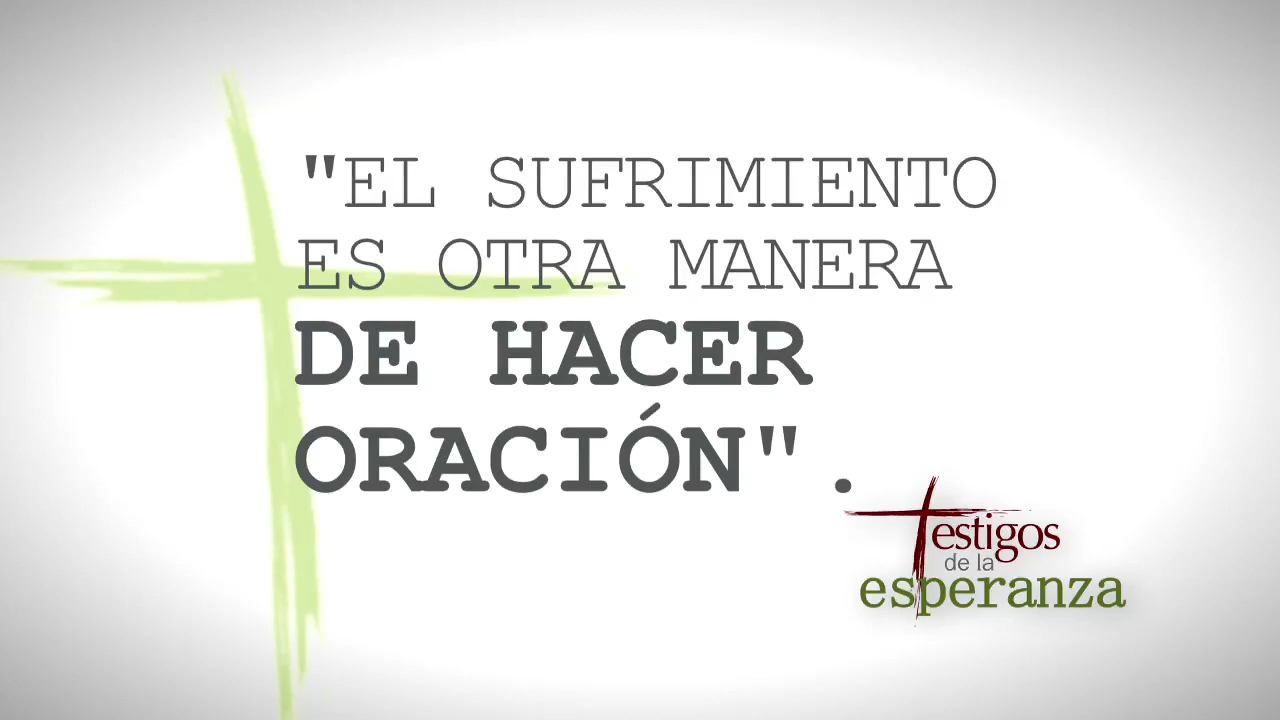 "EL SUFRIMIENTO
ES OTRA MANERA
DE HACER
ORACIÓN".
testigos
de la
esperanza